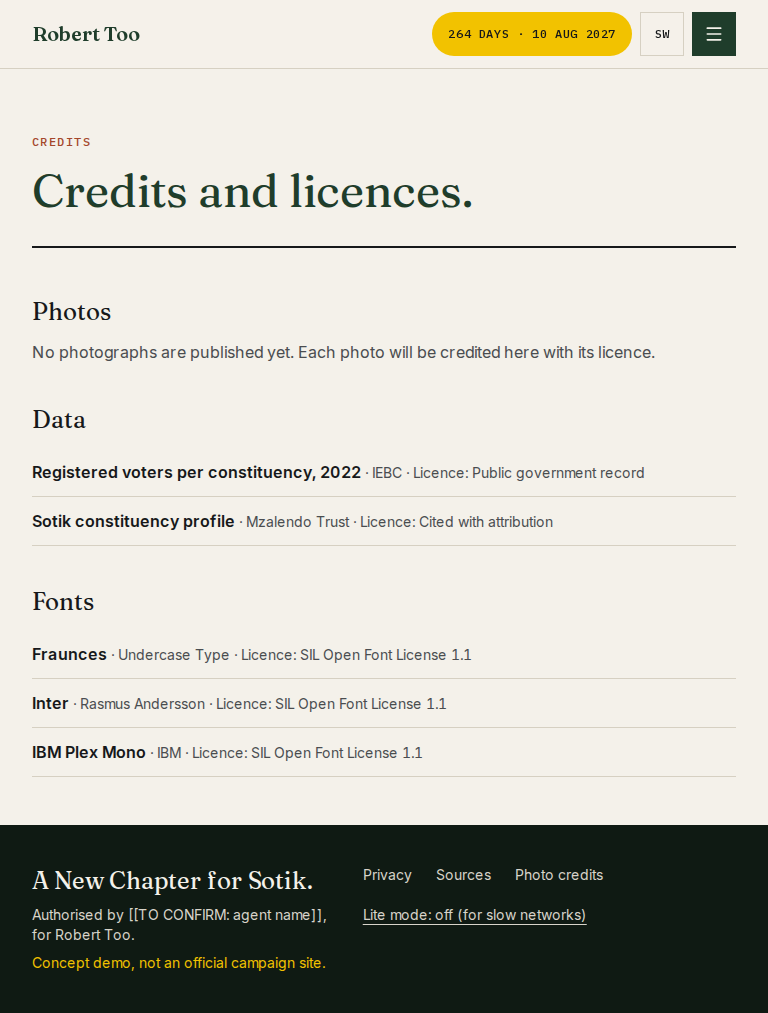 Robert Too
264 DAYS · 10 AUG 2027
SW
CREDITS
Credits and licences.
Photos
No photographs are published yet. Each photo will be credited here with its licence.
Data
Registered voters per constituency, 2022 · IEBC · Licence: Public government record
Sotik constituency profile · Mzalendo Trust · Licence: Cited with attribution
Fonts
Fraunces · Undercase Type · Licence: SIL Open Font License 1.1
Inter · Rasmus Andersson · Licence: SIL Open Font License 1.1
IBM Plex Mono · IBM · Licence: SIL Open Font License 1.1
A New Chapter for Sotik.
Authorised by [[TO CONFIRM: agent name]],
for Robert Too.
Concept demo, not an official campaign site.
Privacy Sources Photo credits
Lite mode: off (for slow networks)